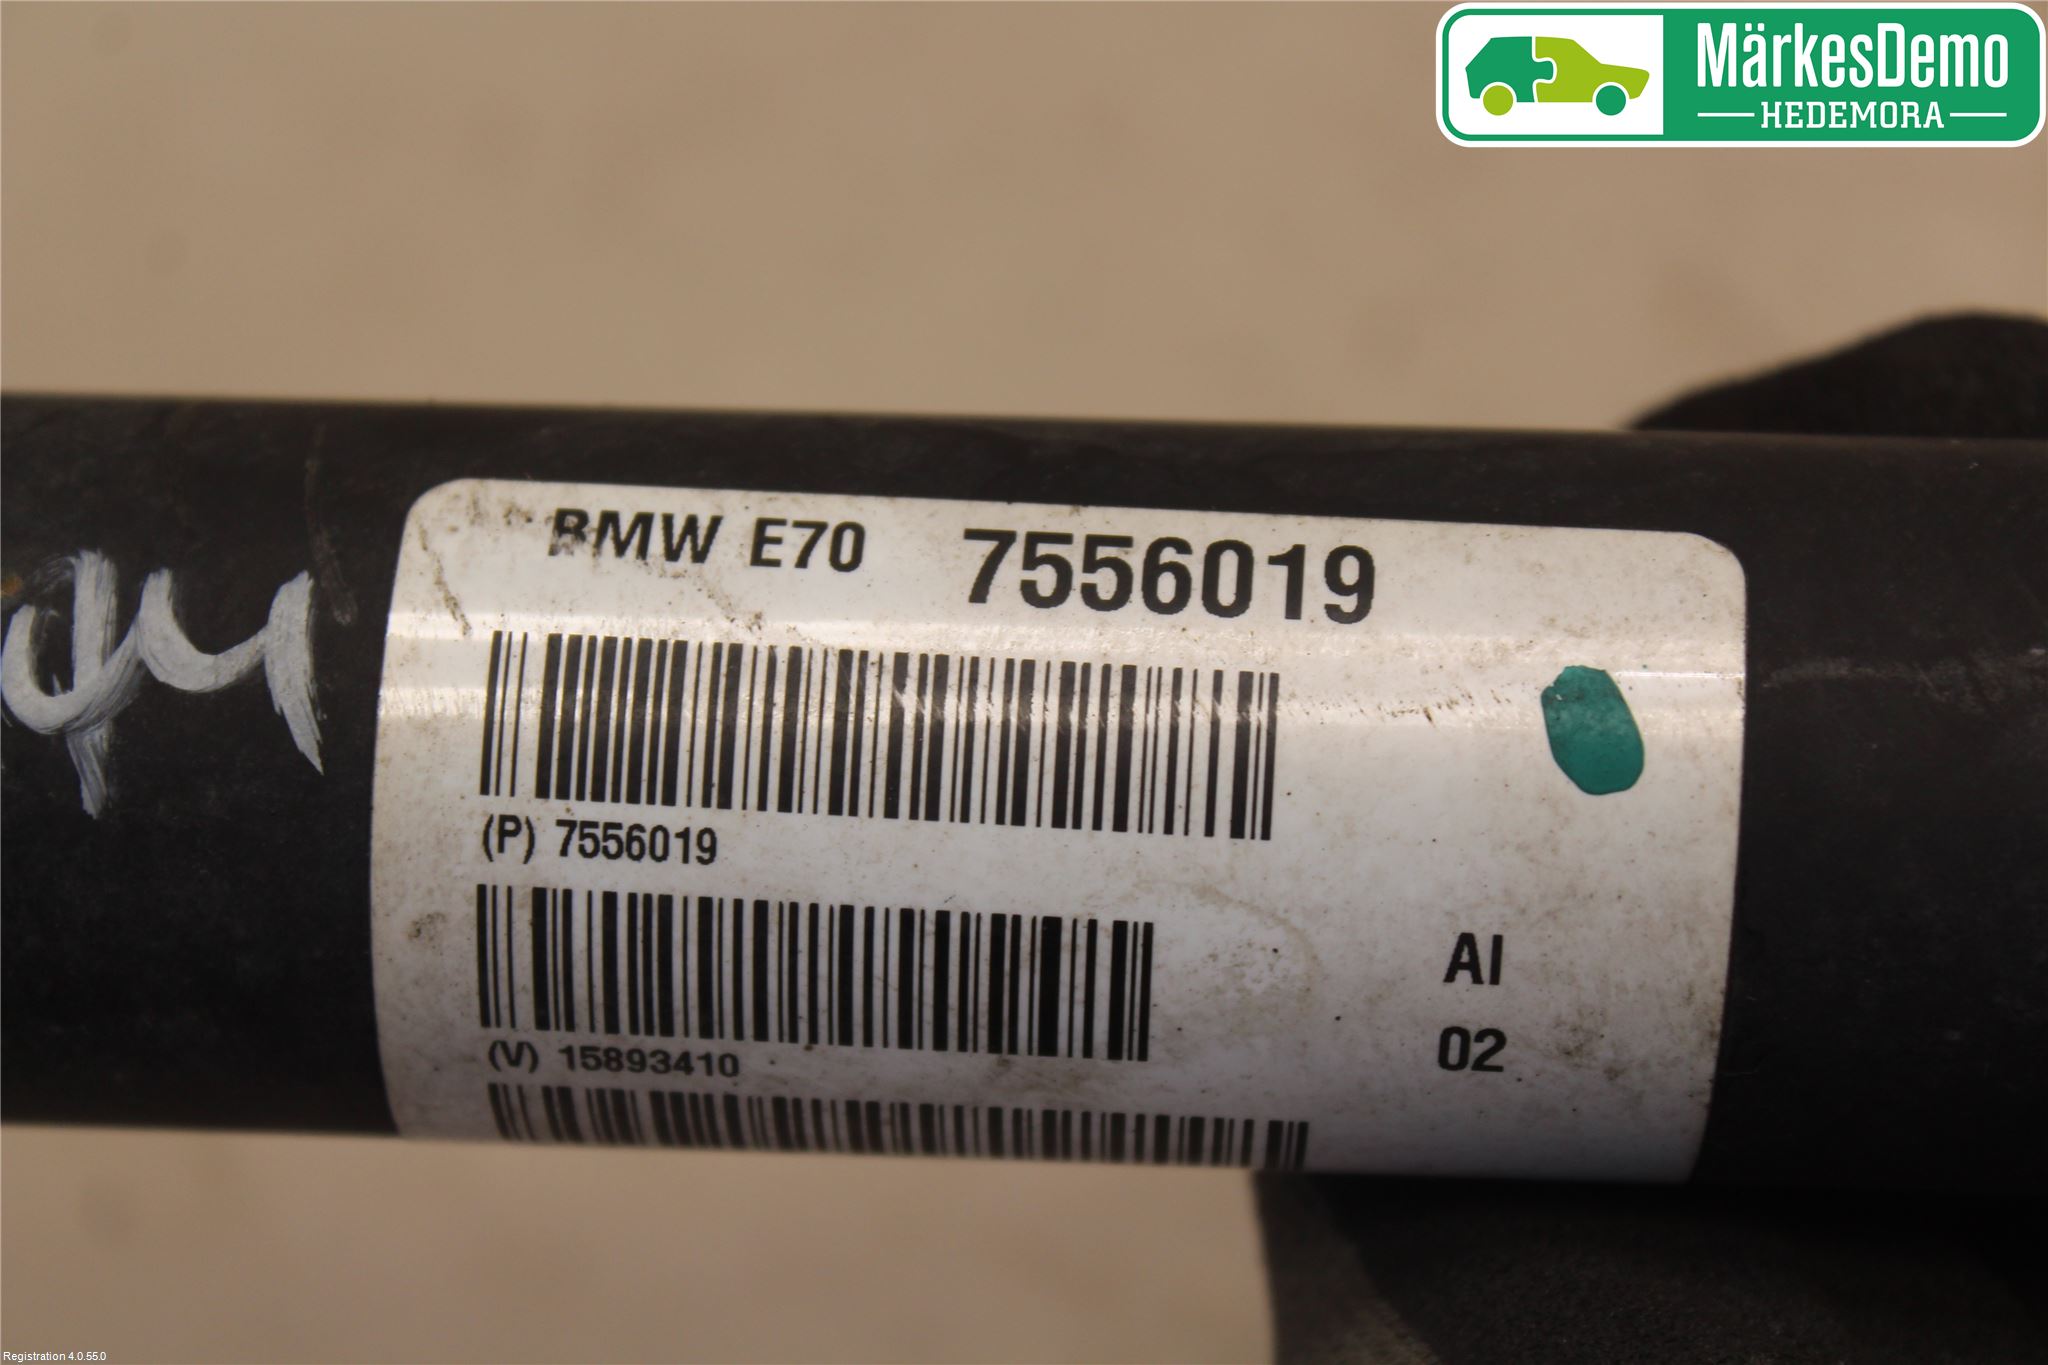 MärkesDemo
HEDEMORA
BMW E70 7556019
(P) 7556019
(V) 15893410
AI
02
Registration 4.0.55.0